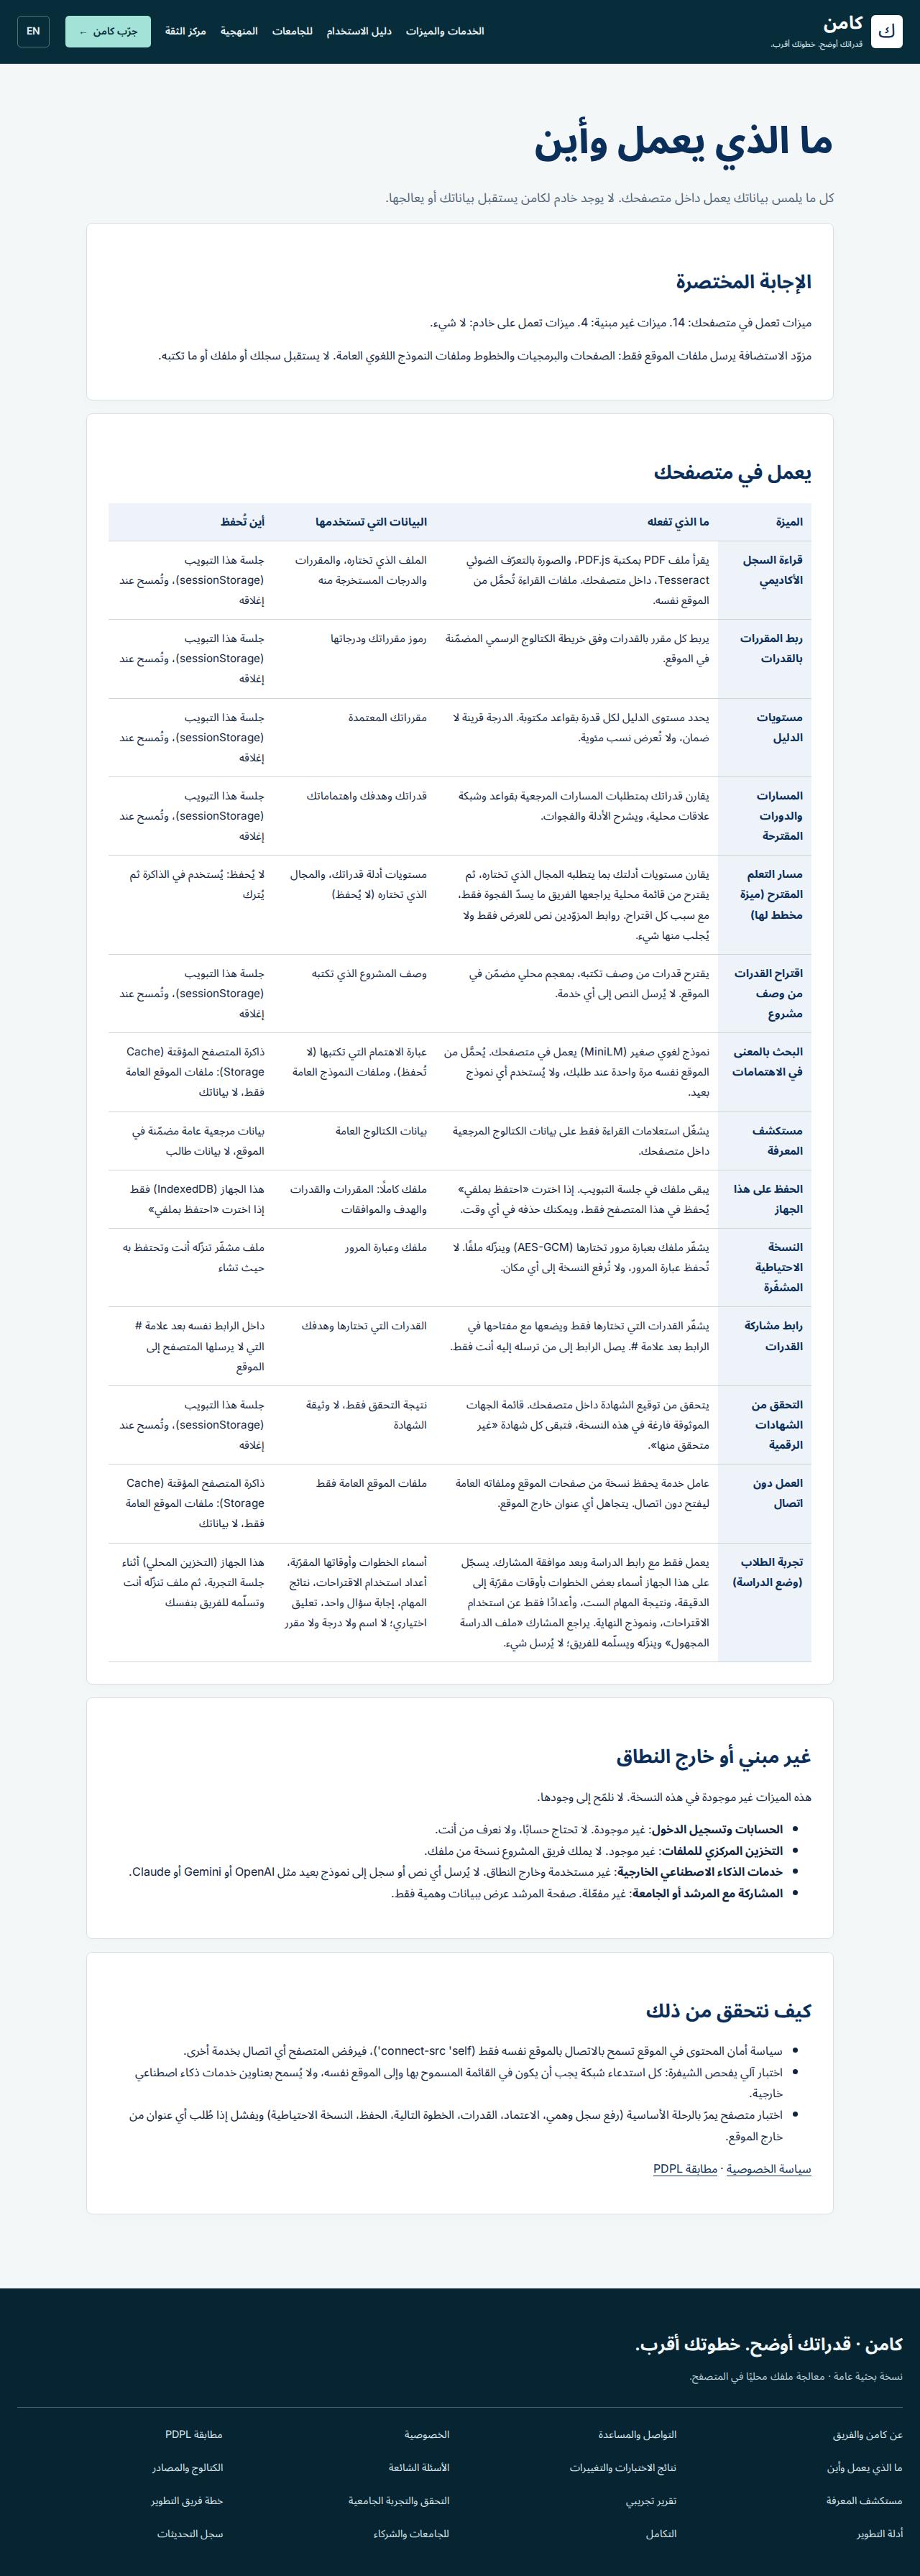 كامن
قدراتك أوضح. خطوتك أقرب.
ك
الخدمات والميزات
دليل الاستخدام
للجامعات
المنهجية
مركز الثقة
جرّب كامن ←
EN
ما الذي يعمل وأين
كل ما يلمس بياناتك يعمل داخل متصفحك. لا يوجد خادم لكامن يستقبل بياناتك أو يعالجها.
الإجابة المختصرة
ميزات تعمل في متصفحك: 14. ميزات غير مبنية: 4. ميزات تعمل على خادم: لا شيء.
مزوّد الاستضافة يرسل ملفات الموقع فقط: الصفحات والبرمجيات والخطوط وملفات النموذج اللغوي العامة. لا يستقبل سجلك أو ملفك أو ما تكتبه.
يعمل في متصفحك
الميزة
ما الذي تفعله
البيانات التي تستخدمها
أين تُحفظ
قراءة السجل
الأكاديمي
يقرأ ملف PDF بمكتبة PDF.js، والصورة بالتعرّف الضوئي
Tesseract، داخل متصفحك. ملفات القراءة تُحمَّل من
الموقع نفسه.
الملف الذي تختاره، والمقررات
والدرجات المستخرجة منه
جلسة هذا التبويب
(sessionStorage)، وتُمسح عند
إغلاقه
ربط المقررات
بالقدرات
يربط كل مقرر بالقدرات وفق خريطة الكتالوج الرسمي المضمّنة
في الموقع.
رموز مقرراتك ودرجاتها
جلسة هذا التبويب
(sessionStorage)، وتُمسح عند
إغلاقه
مستويات
الدليل
يحدد مستوى الدليل لكل قدرة بقواعد مكتوبة. الدرجة قرينة لا
ضمان، ولا تُعرض نسب مئوية.
مقرراتك المعتمدة
جلسة هذا التبويب
(sessionStorage)، وتُمسح عند
إغلاقه
المسارات
والدورات
المقترحة
يقارن قدراتك بمتطلبات المسارات المرجعية بقواعد وشبكة
علاقات محلية، ويشرح الأدلة والفجوات.
قدراتك وهدفك واهتماماتك
جلسة هذا التبويب
(sessionStorage)، وتُمسح عند
إغلاقه
مسار التعلم
المقترح (ميزة
مخطط لها)
يقارن مستويات أدلتك بما يتطلبه المجال الذي تختاره، ثم
يقترح من قائمة محلية يراجعها الفريق ما يسدّ الفجوة فقط،
مع سبب كل اقتراح. روابط المزوّدين نص للعرض فقط ولا
يُجلب منها شيء.
مستويات أدلة قدراتك، والمجال
الذي تختاره (لا يُحفظ)
لا يُحفظ: يُستخدم في الذاكرة ثم
يُترك
اقتراح القدرات
من وصف
مشروع
يقترح قدرات من وصف تكتبه، بمعجم محلي مضمّن في
الموقع. لا يُرسل النص إلى أي خدمة.
وصف المشروع الذي تكتبه
جلسة هذا التبويب
(sessionStorage)، وتُمسح عند
إغلاقه
البحث بالمعنى
في الاهتمامات
نموذج لغوي صغير (MiniLM) يعمل في متصفحك. يُحمَّل من
الموقع نفسه مرة واحدة عند طلبك، ولا يُستخدم أي نموذج
بعيد.
عبارة الاهتمام التي تكتبها (لا
تُحفظ)، وملفات النموذج العامة
ذاكرة المتصفح المؤقتة (Cache
Storage): ملفات الموقع العامة
فقط، لا بياناتك
مستكشف
المعرفة
يشغّل استعلامات القراءة فقط على بيانات الكتالوج المرجعية
داخل متصفحك.
بيانات الكتالوج العامة
بيانات مرجعية عامة مضمّنة في
الموقع، لا بيانات طالب
الحفظ على هذا
الجهاز
يبقى ملفك في جلسة التبويب. إذا اخترت «احتفظ بملفي»
يُحفظ في هذا المتصفح فقط، ويمكنك حذفه في أي وقت.
ملفك كاملًا: المقررات والقدرات
والهدف والموافقات
هذا الجهاز (IndexedDB) فقط
إذا اخترت «احتفظ بملفي»
النسخة
الاحتياطية
المشفّرة
يشفّر ملفك بعبارة مرور تختارها (AES-GCM) وينزّله ملفًا. لا
تُحفظ عبارة المرور، ولا تُرفع النسخة إلى أي مكان.
ملفك وعبارة المرور
ملف مشفّر تنزّله أنت وتحتفظ به
حيث تشاء
رابط مشاركة
القدرات
يشفّر القدرات التي تختارها فقط ويضعها مع مفتاحها في
الرابط بعد علامة #. يصل الرابط إلى من ترسله إليه أنت فقط.
القدرات التي تختارها وهدفك
داخل الرابط نفسه بعد علامة #
التي لا يرسلها المتصفح إلى
الموقع
التحقق من
الشهادات
الرقمية
يتحقق من توقيع الشهادة داخل متصفحك. قائمة الجهات
الموثوقة فارغة في هذه النسخة، فتبقى كل شهادة «غير
متحقق منها».
نتيجة التحقق فقط، لا وثيقة
الشهادة
جلسة هذا التبويب
(sessionStorage)، وتُمسح عند
إغلاقه
العمل دون
اتصال
عامل خدمة يحفظ نسخة من صفحات الموقع وملفاته العامة
ليفتح دون اتصال. يتجاهل أي عنوان خارج الموقع.
ملفات الموقع العامة فقط
ذاكرة المتصفح المؤقتة (Cache
Storage): ملفات الموقع العامة
فقط، لا بياناتك
تجربة الطلاب
(وضع الدراسة)
يعمل فقط مع رابط الدراسة وبعد موافقة المشارك. يسجّل
على هذا الجهاز أسماء بعض الخطوات بأوقات مقرّبة إلى
الدقيقة، ونتيجة المهام الست، وأعدادًا فقط عن استخدام
الاقتراحات، ونموذج النهاية. يراجع المشارك «ملف الدراسة
المجهول» وينزّله ويسلّمه للفريق؛ لا يُرسل شيء.
أسماء الخطوات وأوقاتها المقرّبة،
أعداد استخدام الاقتراحات، نتائج
المهام، إجابة سؤال واحد، تعليق
اختياري؛ لا اسم ولا درجة ولا مقرر
هذا الجهاز (التخزين المحلي) أثناء
جلسة التجربة، ثم ملف تنزّله أنت
وتسلّمه للفريق بنفسك
غير مبني أو خارج النطاق
هذه الميزات غير موجودة في هذه النسخة. لا نلمّح إلى وجودها.
الحسابات وتسجيل الدخول: غير موجودة. لا تحتاج حسابًا، ولا نعرف من أنت.
التخزين المركزي للملفات: غير موجود. لا يملك فريق المشروع نسخة من ملفك.
خدمات الذكاء الاصطناعي الخارجية: غير مستخدمة وخارج النطاق. لا يُرسل أي نص أو سجل إلى نموذج بعيد مثل OpenAI أو Gemini أو Claude.
المشاركة مع المرشد أو الجامعة: غير مفعّلة. صفحة المرشد عرض ببيانات وهمية فقط.
كيف نتحقق من ذلك
سياسة أمان المحتوى في الموقع تسمح بالاتصال بالموقع نفسه فقط (connect-src 'self')، فيرفض المتصفح أي اتصال بخدمة أخرى.
اختبار آلي يفحص الشيفرة: كل استدعاء شبكة يجب أن يكون في القائمة المسموح بها وإلى الموقع نفسه، ولا يُسمح بعناوين خدمات ذكاء اصطناعي
خارجية.
اختبار متصفح يمرّ بالرحلة الأساسية (رفع سجل وهمي، الاعتماد، القدرات، الخطوة التالية، الحفظ، النسخة الاحتياطية) ويفشل إذا طُلب أي عنوان من
خارج الموقع.
سياسة الخصوصية · مطابقة PDPL
كامن · قدراتك أوضح. خطوتك أقرب.
نسخة بحثية عامة · معالجة ملفك محليًا في المتصفح.
عن كامن والفريق
التواصل والمساعدة
الخصوصية
مطابقة PDPL
ما الذي يعمل وأين
نتائج الاختبارات والتغييرات
الأسئلة الشائعة
الكتالوج والمصادر
مستكشف المعرفة
تقرير تجريبي
التحقق والتجربة الجامعية
خطة فريق التطوير
أدلة التطوير
التكامل
للجامعات والشركاء
سجل التحديثات